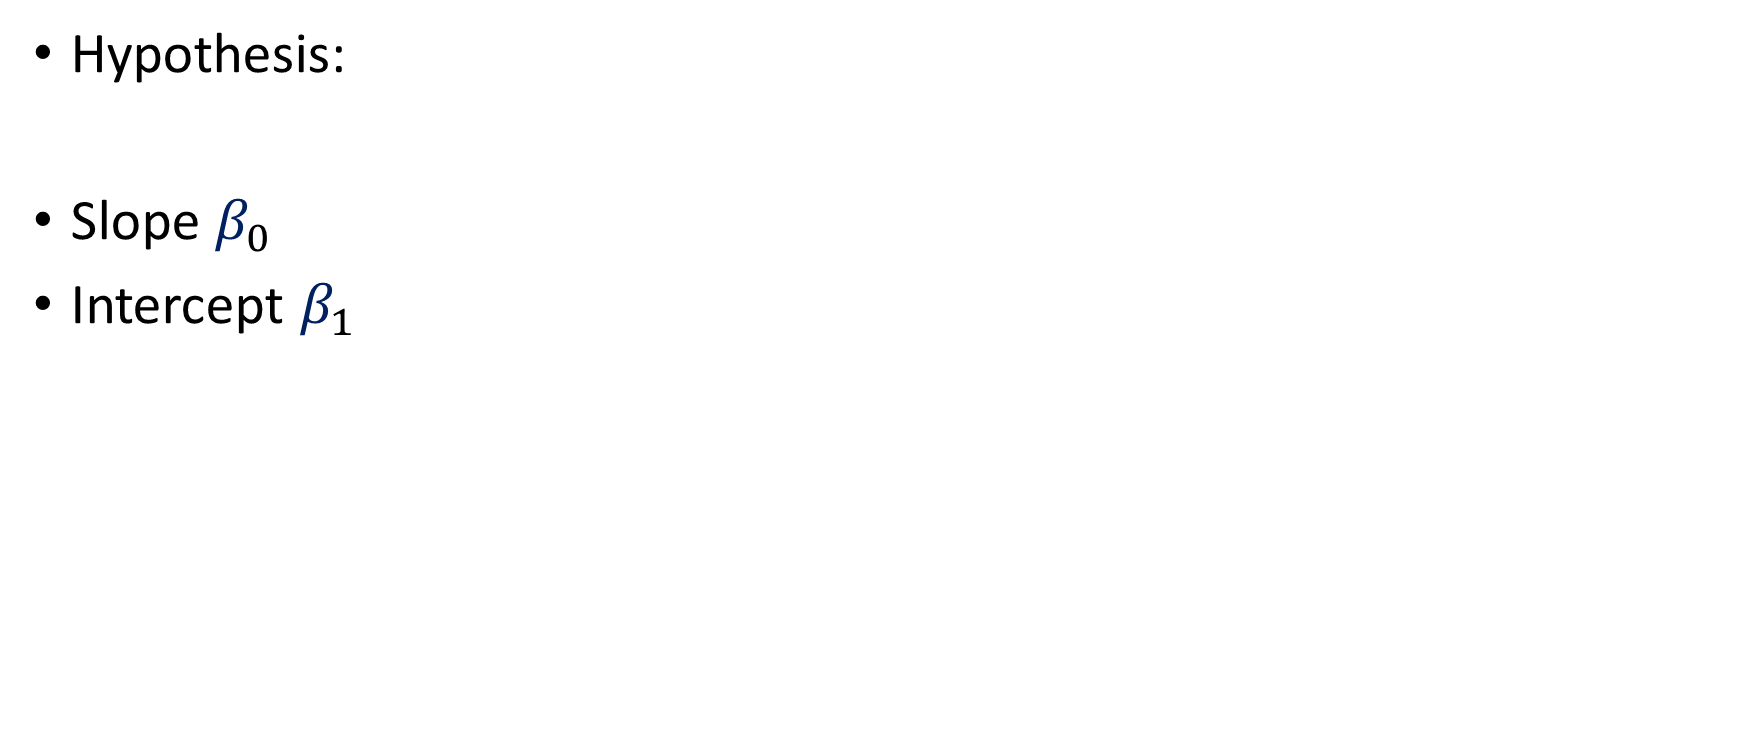 • Hypothesis:
• Slope β₀
• Intercept β₁